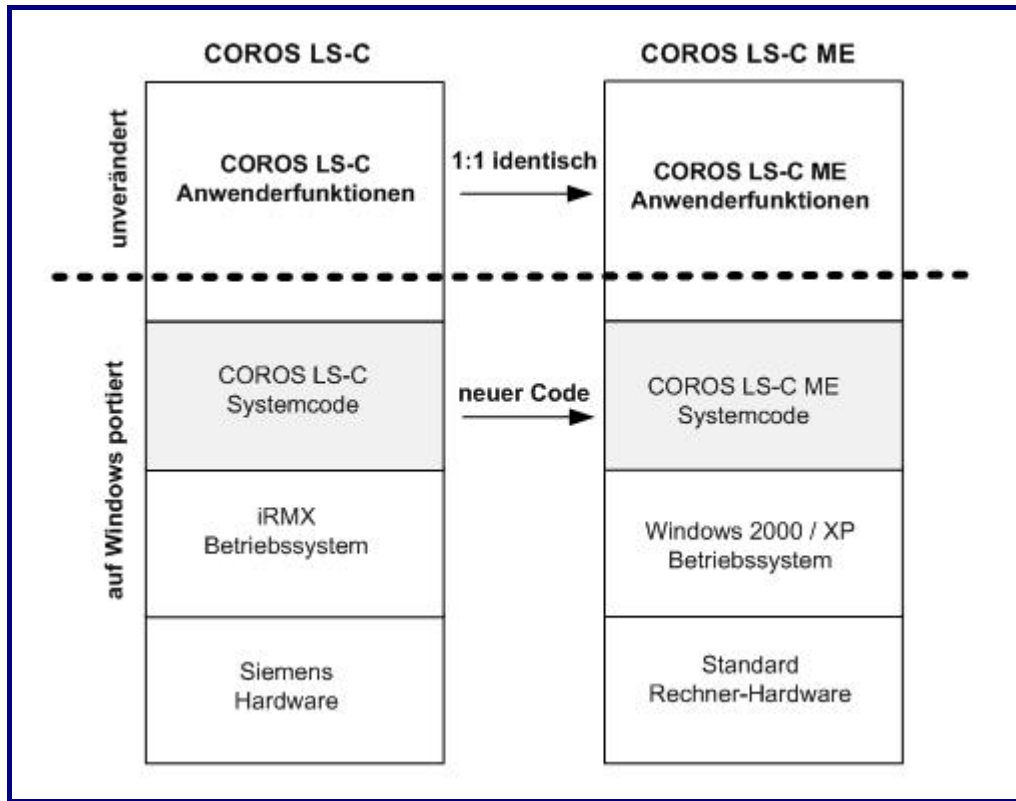 COROS LS-C
COROS LS-C ME
unverändert
COROS LS-C
Anwenderfunktionen
1:1 identisch
COROS LS-C ME
Anwenderfunktionen
auf Windows portiert
COROS LS-C
Systemcode
neuer Code
COROS LS-C ME
Systemcode
iRMX
Betriebssystem
Windows 2000 / XP
Betriebssystem
Siemens
Hardware
Standard
Rechner-Hardware